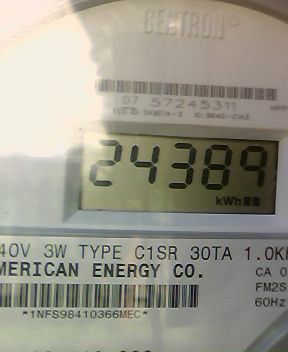 CENTRON®
07 57245311
24389
kWh
40V 3W TYPE C1SR 30TA 1.0K
MERICAN ENERGY CO.
CA 0
FM2S
60Hz
*1NFS98410366MEC*